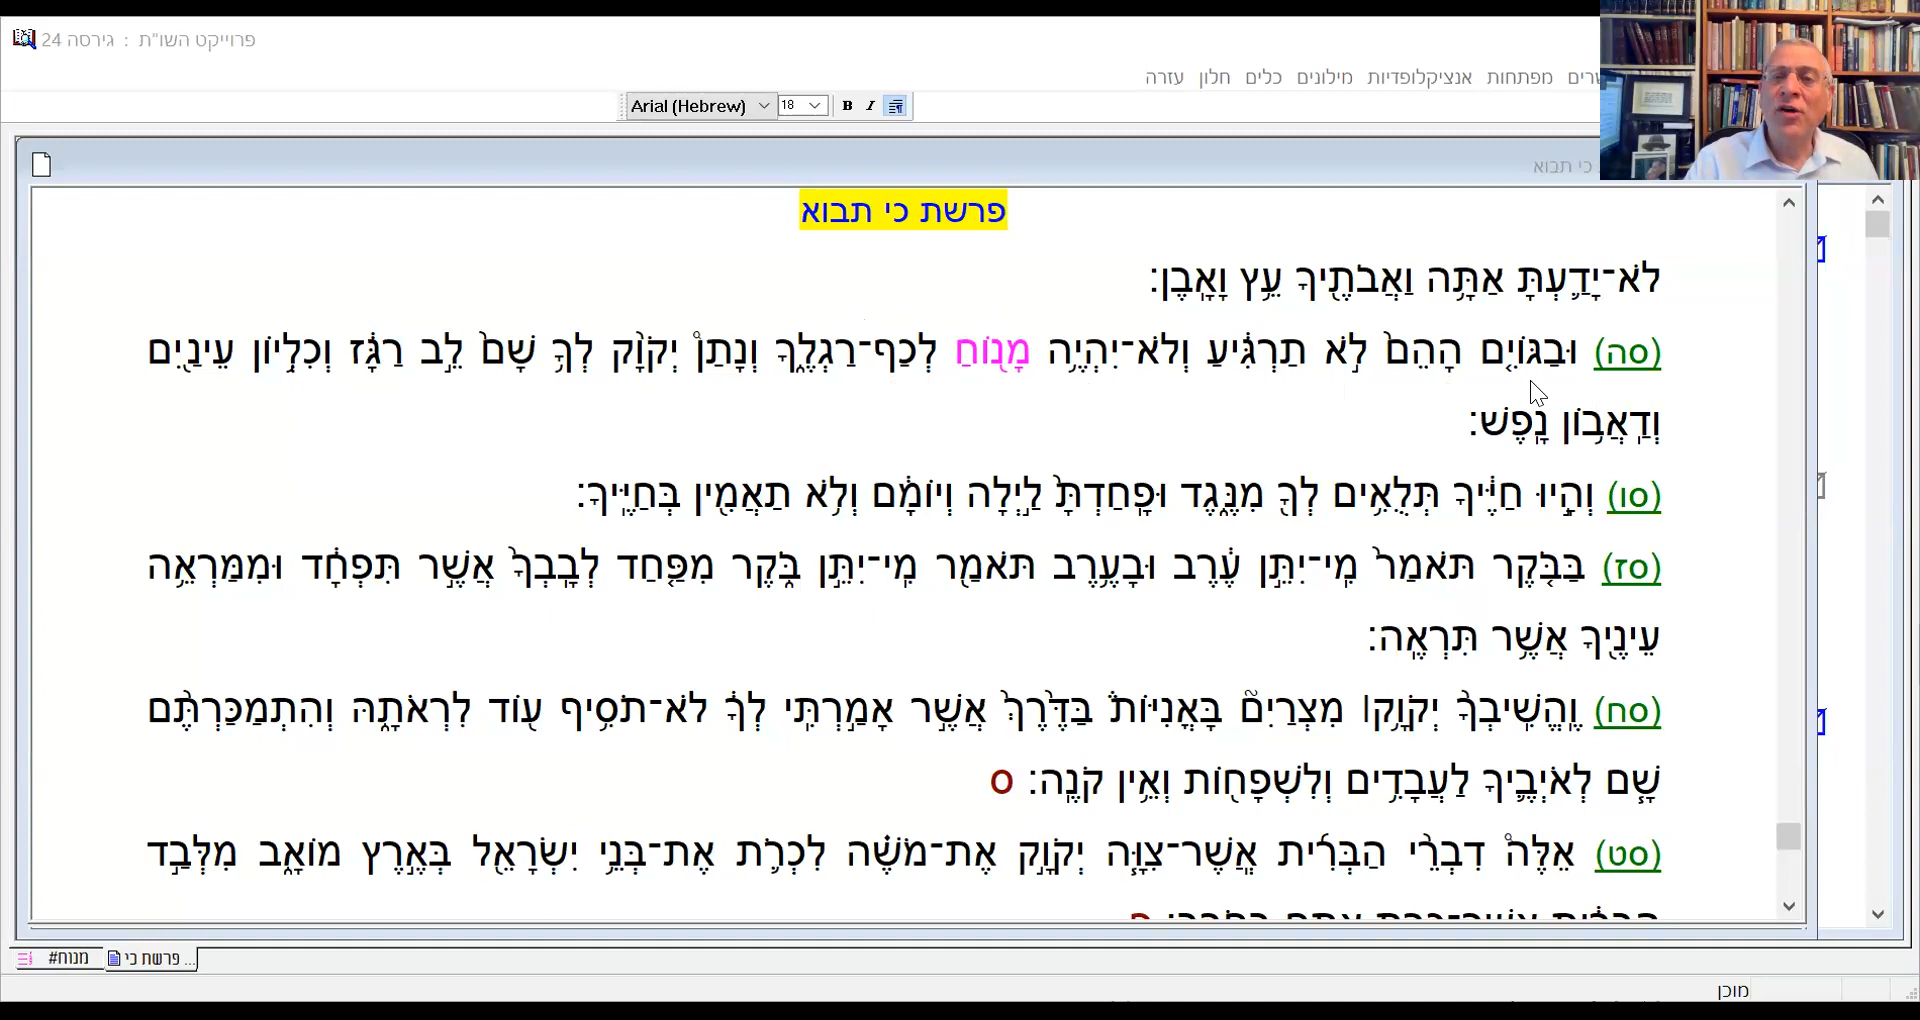 פרוייקט השו"ת : גירסה 24
מפתחות אנציקלופדיות מילונים כלים חלון עזרה
Arial (Hebrew) 18 B I
כי תבוא
פרשת כי תבוא
לֹא־יָדַ֛עְתָּ אַתָּ֥ה וַאֲבֹתֶ֖יךָ עֵ֥ץ וָאָֽבֶן:
(סה) וּבַגּוֹיִ֤ם הָהֵם֙ לֹ֣א תַרְגִּ֔יעַ וְלֹא־יִהְיֶ֥ה מָנ֖וֹחַ לְכַף־רַגְלֶ֑ךָ וְנָתַן֩ יְקֹוָ֨ק לְךָ֥ שָׁם֙ לֵ֣ב רַגָּ֔ז וְכִלְי֥וֹן עֵינַ֖יִם
וְדַֽאֲב֥וֹן נָֽפֶשׁ:
(סו) וְהָי֣וּ חַיֶּ֔יךָ תְּלֻאִ֥ים לְךָ֖ מִנֶּ֑גֶד וּפָֽחַדְתָּ֙ לַ֣יְלָה וְיוֹמָ֔ם וְלֹ֥א תַאֲמִ֖ין בְּחַיֶּֽיךָ:
(סז) בַּבֹּ֤קֶר תֹּאמַר֙ מִֽי־יִתֵּ֣ן עֶ֔רֶב וּבָעֶ֥רֶב תֹּאמַ֖ר מִֽי־יִתֵּ֣ן בֹּ֑קֶר מִפַּ֤חַד לְבָֽבְךָ֙ אֲשֶׁ֣ר תִּפְחָ֔ד וּמִמַּרְאֵ֥ה
עֵינֶ֖יךָ אֲשֶׁ֥ר תִּרְאֶֽה:
(סח) וֶֽהֱשִֽׁיבְךָ֙ יְקֹוָ֥ק׀ מִצְרַיִם֘ בָּאֳנִיּוֹת֒ בַּדֶּ֙רֶךְ֙ אֲשֶׁ֣ר אָמַ֣רְתִּֽי לְךָ֔ לֹא־תֹסִ֥יף ע֖וֹד לִרְאֹתָ֑הּ וְהִתְמַכַּרְתֶּ֨ם
שָׁ֧ם לְאֹיְבֶ֛יךָ לַעֲבָדִ֥ים וְלִשְׁפָח֖וֹת וְאֵ֥ין קֹנֶֽה: ס
(סט) אֵלֶּה֩ דִבְרֵ֨י הַבְּרִ֜ית אֲֽשֶׁר־צִוָּ֧ה יְקֹוָ֣ק אֶת־מֹשֶׁ֗ה לִכְרֹ֛ת אֶת־בְּנֵ֥י יִשְׂרָאֵ֖ל בְּאֶ֣רֶץ מוֹאָ֑ב מִלְּבַ֣ד
#מנוח
פרשת כי ...
מוכן